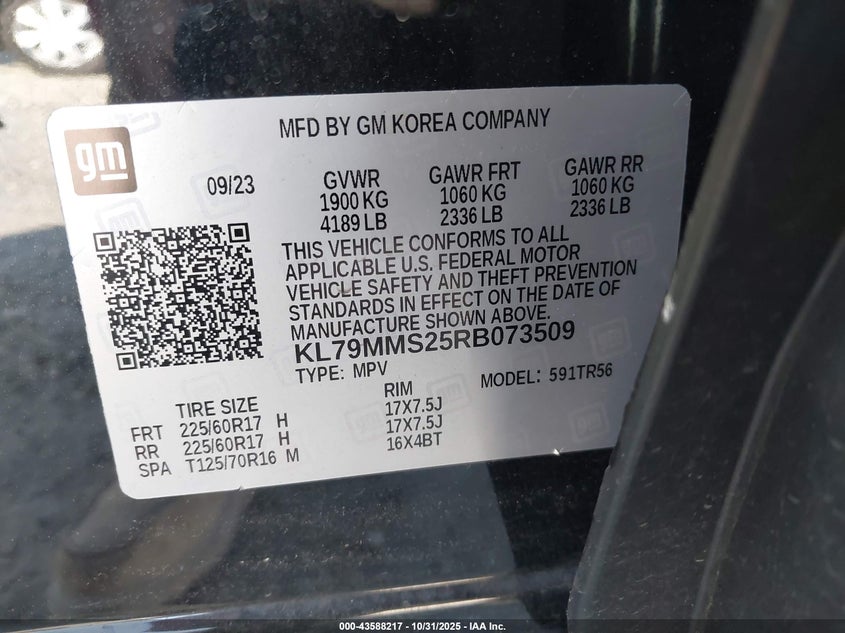 gm
MFD BY GM KOREA COMPANY
09/23
GVWR
1900 KG
4189 LB
GAWR FRT
1060 KG
2336 LB
GAWR RR
1060 KG
2336 LB
THIS VEHICLE CONFORMS TO ALL
APPLICABLE U.S. FEDERAL MOTOR
VEHICLE SAFETY AND THEFT PREVENTION
STANDARDS IN EFFECT ON THE DATE OF
MANUFACTURE SHOWN ABOVE.
KL79MMS25RB073509
TYPE: MPV
MODEL: 591TR56
TIRE SIZE
RIM
FRT 225/60R17 H 17X7.5J
RR 225/60R17 H 17X7.5J
SPA T125/70R16 M 16X4BT
000-43588217 - 10/31/2025 - IAA Inc.